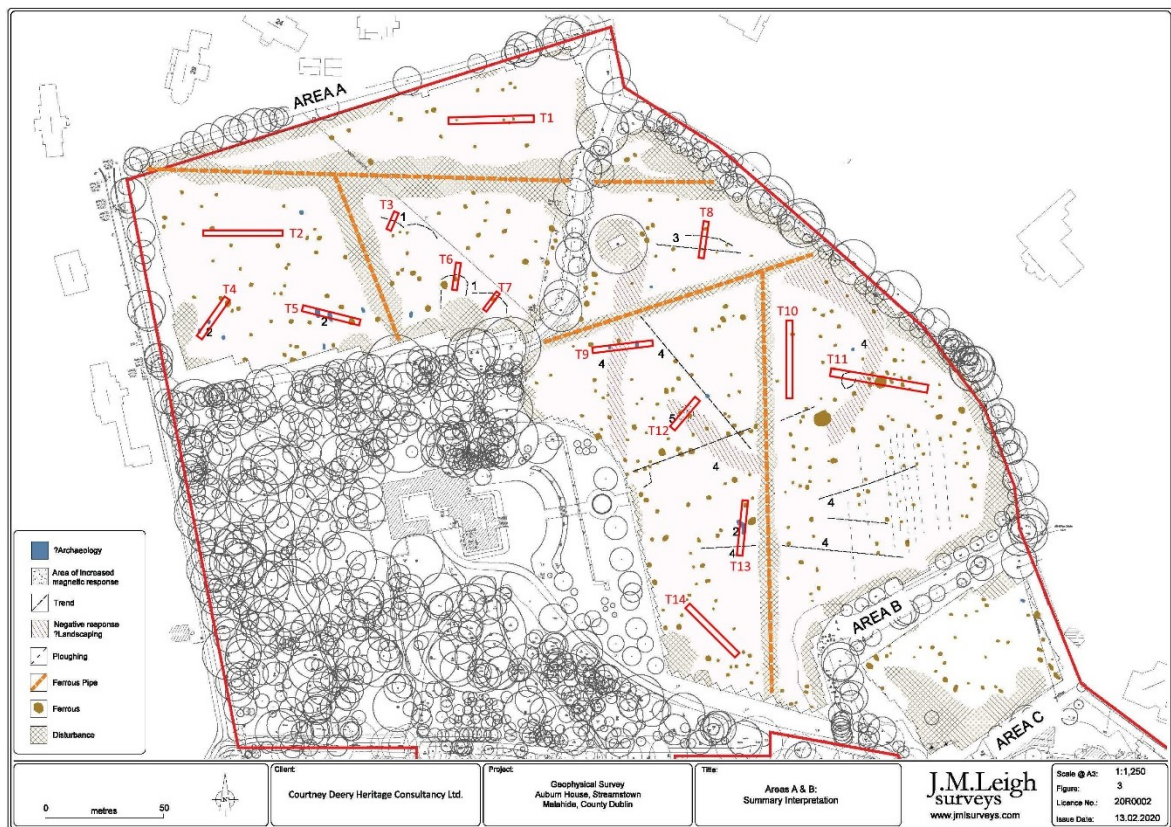 AREA A
24
26
T1
T2
T3
1
T4
2
T5
2
T6
1
T7
T8
3
T9
4
4
T10
T11
4
5
T12
4
4
2
4
T13
4
T14
AREA B
AREA C
?Archaeology
Area of increased
magnetic response
Trend
Negative response
?Landscaping
Ploughing
Ferrous Pipe
Ferrous
Disturbance
0 metres 50
Client:
Courtney Deery Heritage Consultancy Ltd.
Project:
Geophysical Survey
Auburn House, Streamstown
Malahide, County Dublin
Title:
Areas A & B:
Summary Interpretation
J.M.Leigh
surveys
www.jmlsurveys.com
Scale @ A3: 1:1,250
Figure: 3
Licence No.: 20R0002
Issue Date: 13.02.2020